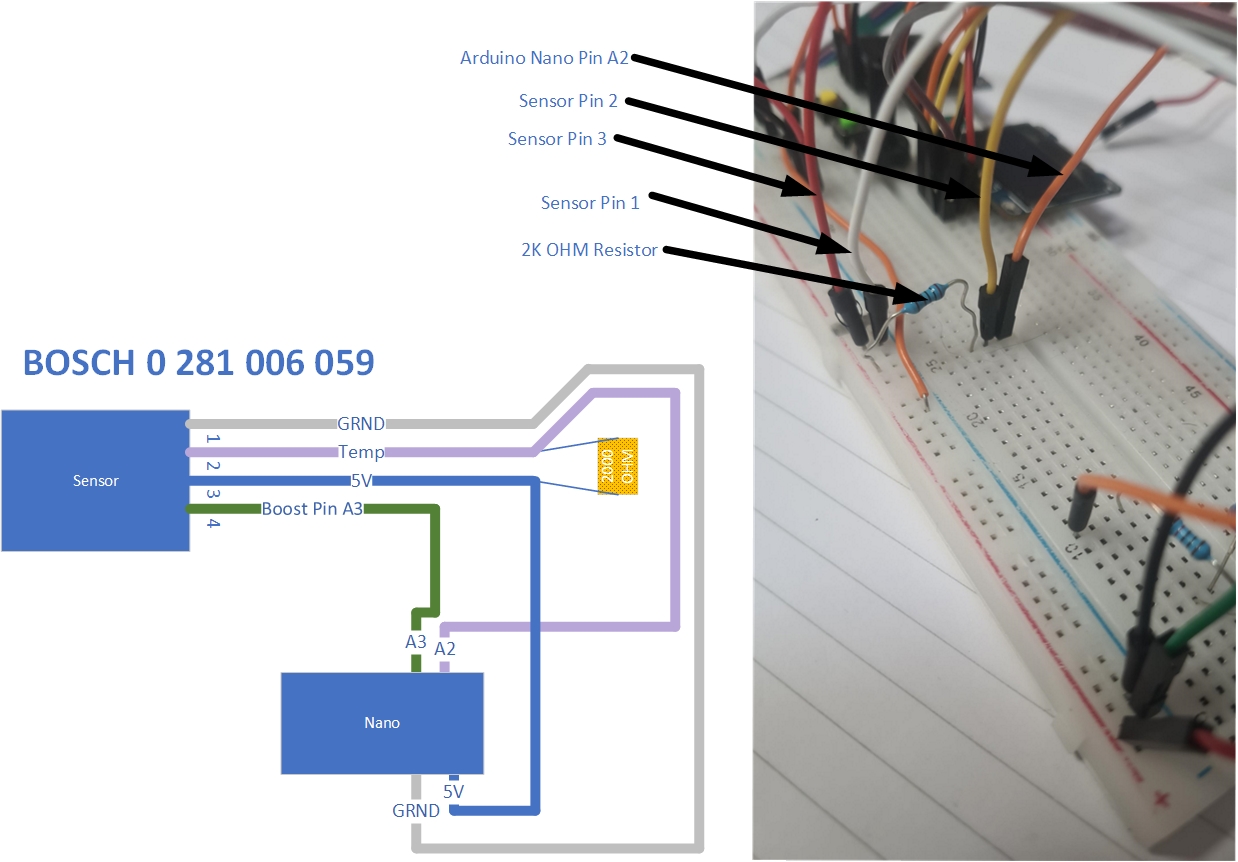 Arduino Nano Pin A2
Sensor Pin 2
Sensor Pin 3
Sensor Pin 1
2K OHM Resistor
BOSCH 0 281 006 059
GRND
1
Temp
2
Sensor
5V
3
Boost Pin A3
4
2000
OHM
A3
A2
Nano
5V
GRND
35
40
45
25
20
15
10
+
-